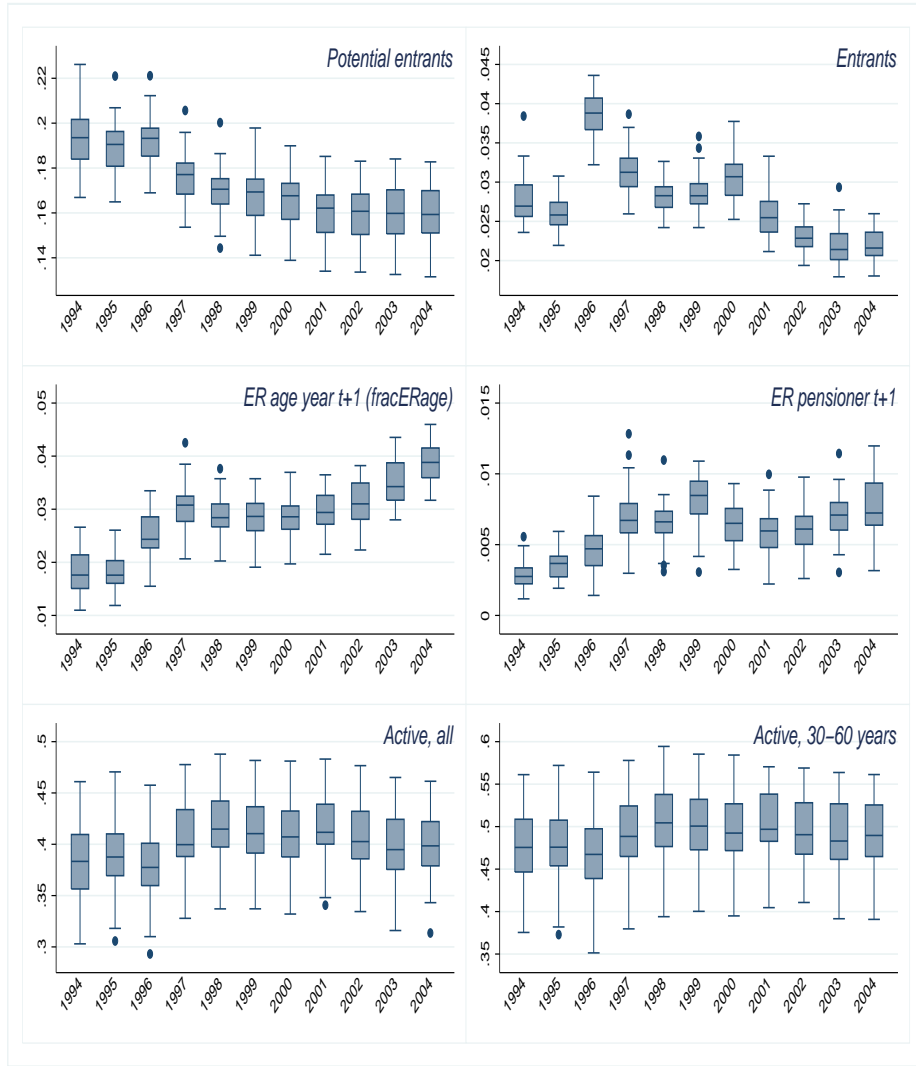 Potential entrants
.22
.2
.18
.16
.14
1994 1995 1996 1997 1998 1999 2000 2001 2002 2003 2004
Entrants
.045
.04
.035
.03
.025
.02
1994 1995 1996 1997 1998 1999 2000 2001 2002 2003 2004
ER age year t+1 (fracERage)
.05
.04
.03
.02
.01
1994 1995 1996 1997 1998 1999 2000 2001 2002 2003 2004
ER pensioner t+1
.015
.01
.005
0
1994 1995 1996 1997 1998 1999 2000 2001 2002 2003 2004
Active, all
.5
.45
.4
.35
.3
1994 1995 1996 1997 1998 1999 2000 2001 2002 2003 2004
Active, 30–60 years
.6
.55
.5
.45
.4
.35
1994 1995 1996 1997 1998 1999 2000 2001 2002 2003 2004